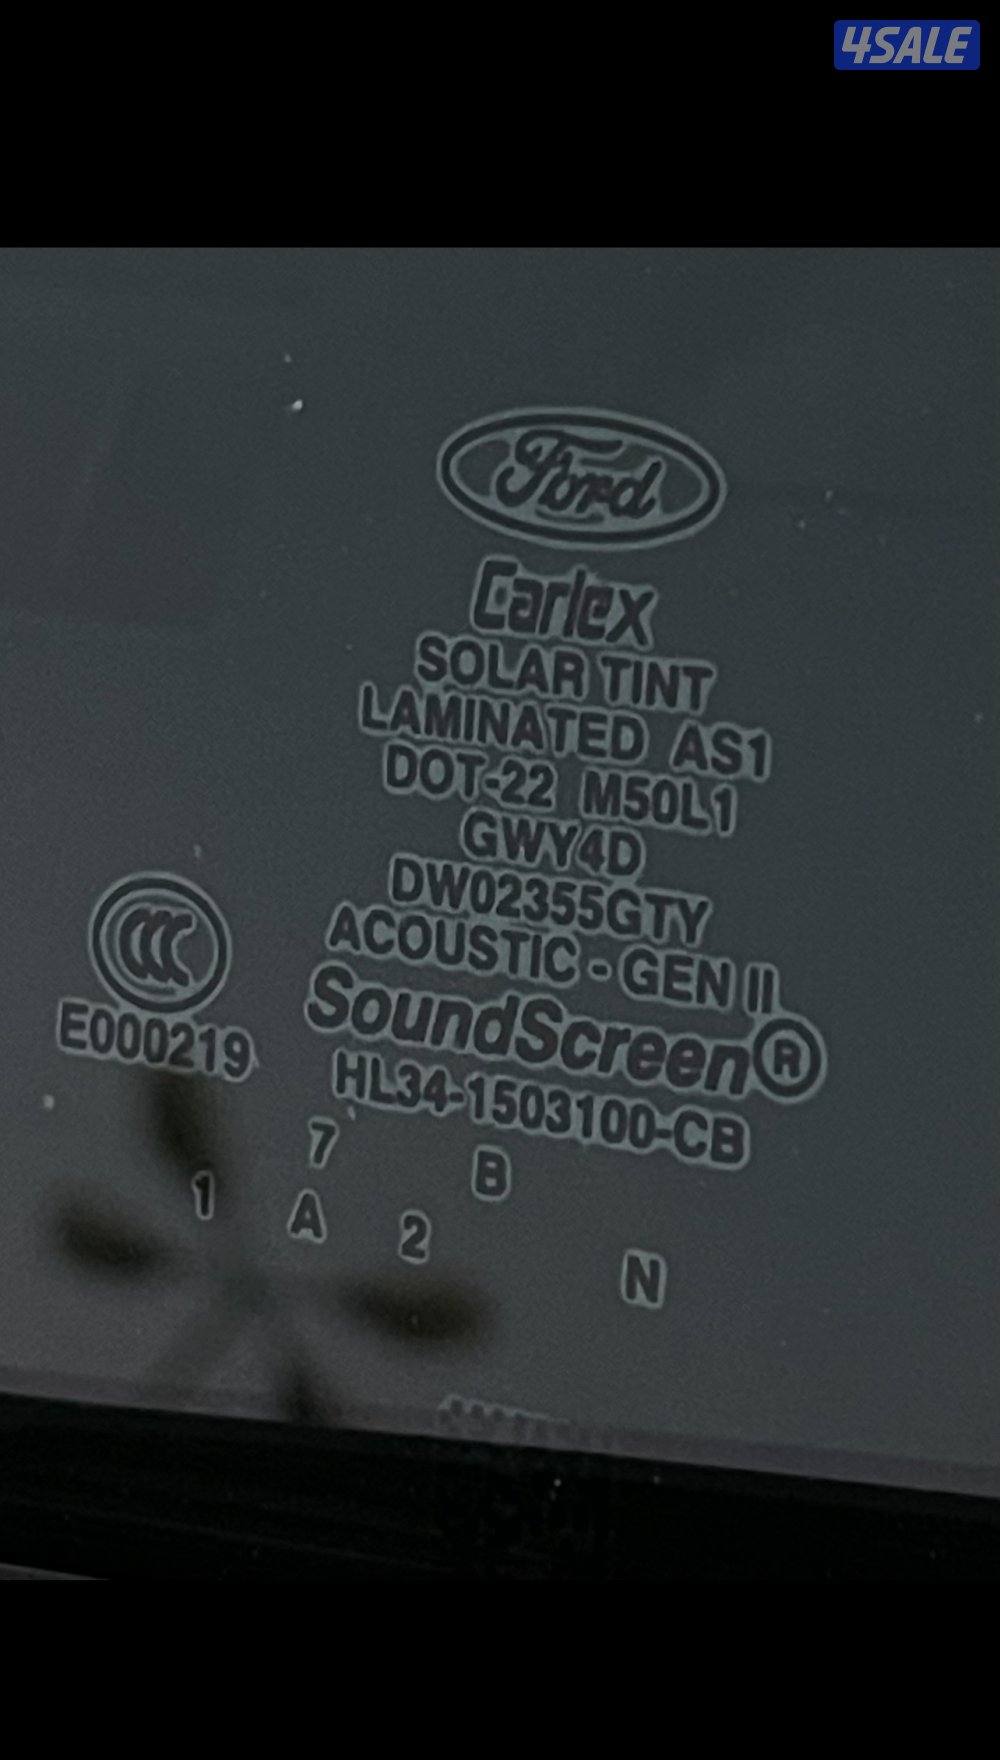 4SALE
Ford
Carlex
SOLAR TINT
LAMINATED AS1
DOT-22 M50L1
GWY4D
DW02355GTY
ACOUSTIC - GEN II
SoundScreen®
HL34-1503100-CB
CCC
E000219
7 B
1 A 2 N